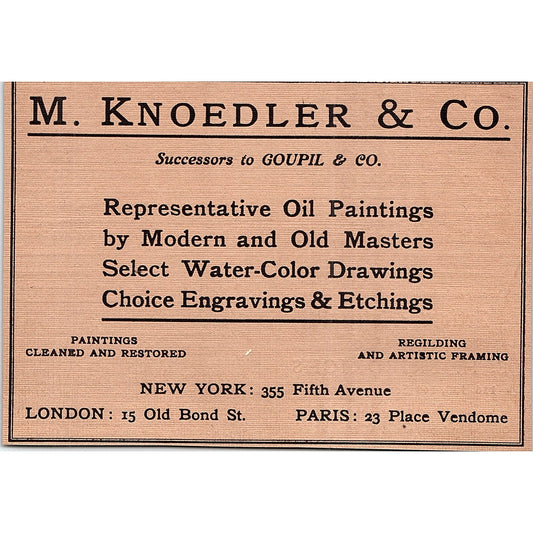 M. KNOEDLER & CO.
Successors to GOUPIL & CO.
Representative Oil Paintings
by Modern and Old Masters
Select Water-Color Drawings
Choice Engravings & Etchings
PAINTINGS
CLEANED AND RESTORED
REGILDING
AND ARTISTIC FRAMING
NEW YORK: 355 Fifth Avenue
LONDON: 15 Old Bond St.
PARIS: 23 Place Vendome